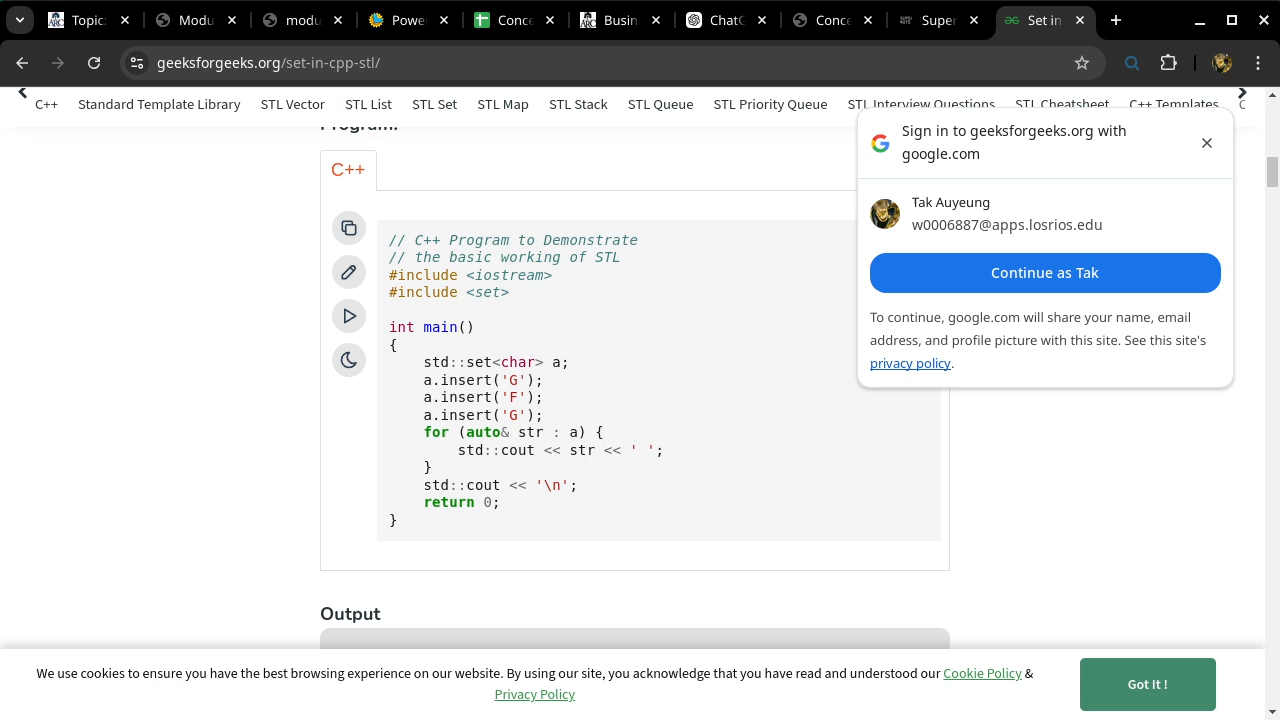 Topic:
Modu
modu
Power
Conce
Busin
ChatG
Conce
Super
Set in
geeksforgeeks.org/set-in-cpp-stl/
C++ Standard Template Library STL Vector STL List STL Set STL Map STL Stack STL Queue STL Priority Queue STL Interview Questions STL Cheatsheet C++ Templates C
Program:
C++
// C++ Program to Demonstrate
// the basic working of STL
#include <iostream>
#include <set>
int main()
{
std::set<char> a;
a.insert('G');
a.insert('F');
a.insert('G');
for (auto& str : a) {
std::cout << str << ' ';
}
std::cout << '\n';
return 0;
}
Sign in to geeksforgeeks.org with
google.com
Tak Auyeung
w0006887@apps.losrios.edu
Continue as Tak
To continue, google.com will share your name, email
address, and profile picture with this site. See this site's
privacy policy.
Output
We use cookies to ensure you have the best browsing experience on our website. By using our site, you acknowledge that you have read and understood our Cookie Policy &
Privacy Policy
Got It !